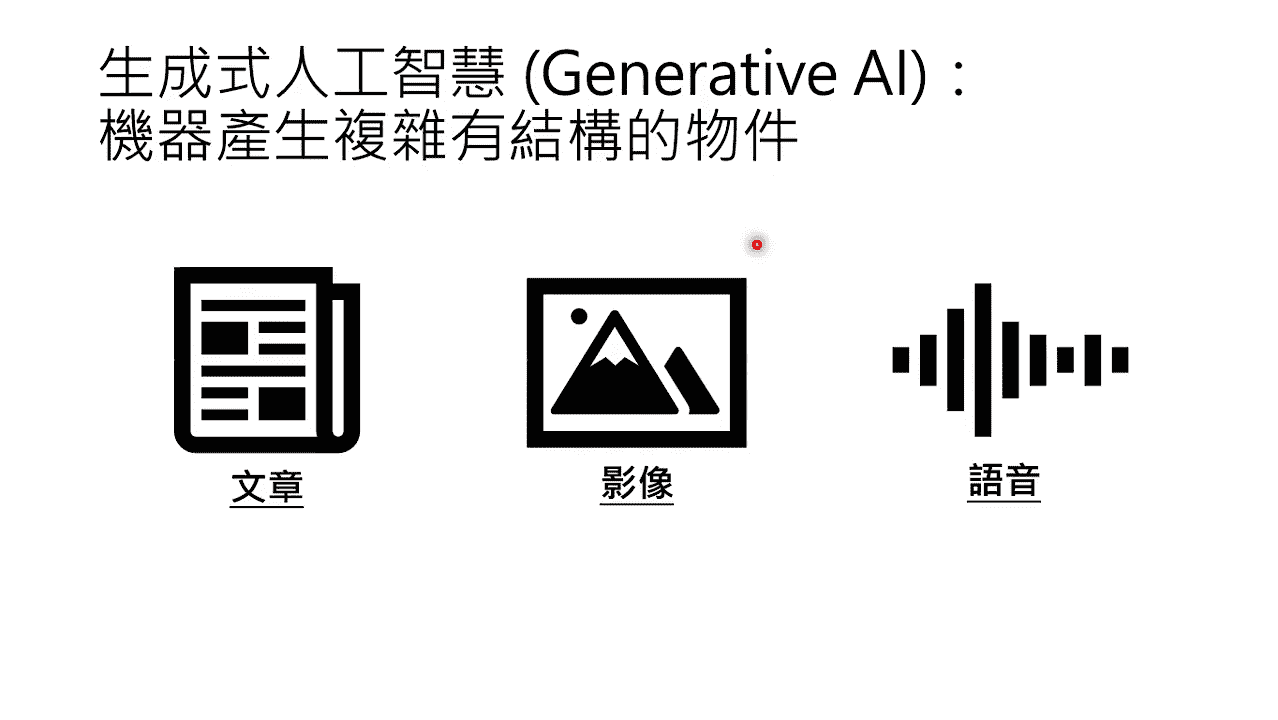 生成式人工智慧 (Generative AI)：
機器產生複雜有結構的物件
文章
影像
語音